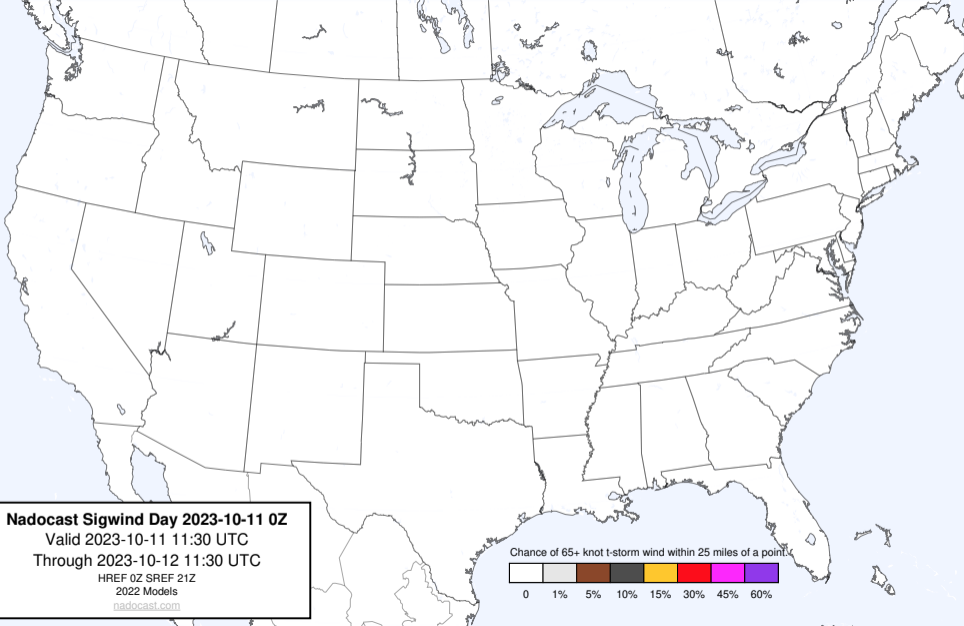 Nadocast Sigwind Day 2023-10-11 0Z
Valid 2023-10-11 11:30 UTC
Through 2023-10-12 11:30 UTC
HREF 0Z SREF 21Z
2022 Models
nadocast.com
Chance of 65+ knot t-storm wind within 25 miles of a point.
0 1% 5% 10% 15% 30% 45% 60%